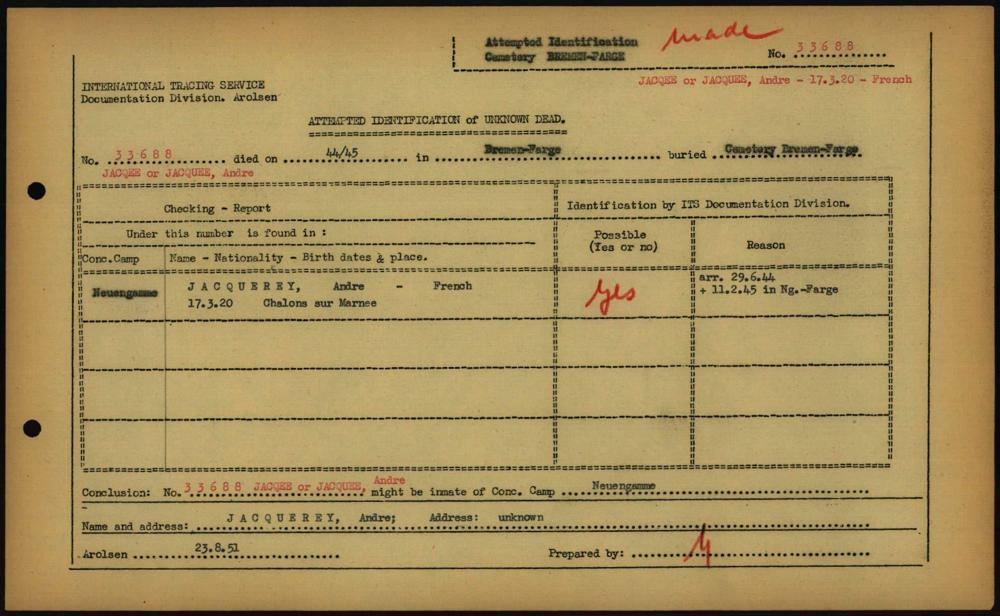 Attempted Identification made
Cemetery BREMEN-FARGE No. 33688
JACQEE or JACQUEE, Andre - 17.3.20 - French
INTERNATIONAL TRACING SERVICE
Documentation Division. Arolsen
ATTEMPTED IDENTIFICATION of UNKNOWN DEAD.
No. 33688 died on 44/45 in Bremen-Farge buried Cemetery Bremen-Farge
JACQEE or JACQUEE, Andre
Checking - Report
Identification by ITS Documentation Division.
Under this number is found in :
Possible
(Yes or no)
Reason
Conc.Camp Name - Nationality - Birth dates & place.
Neuengamme JACQUEREY, Andre - French
17.3.20 Chalons sur Marnee
Yes
arr. 29.6.44
+ 11.2.45 in Ng.-Farge
Conclusion: No. 33688 JACQEE or JACQUEE, Andre might be inmate of Conc. Camp Neuengamme
Name and address: JACQUEREY, Andre; Address: unknown
Arolsen 23.8.51 Prepared by: